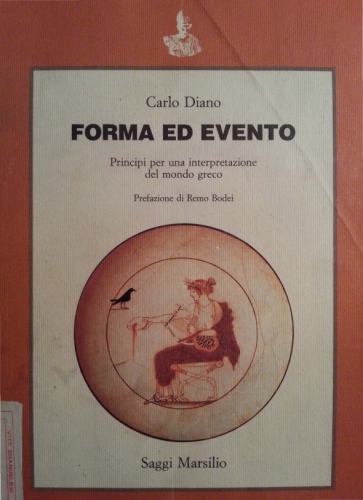 Carlo Diano
FORMA ED EVENTO
Principi per una interpretazione
del mondo greco
Prefazione di Remo Bodei
Saggi Marsilio